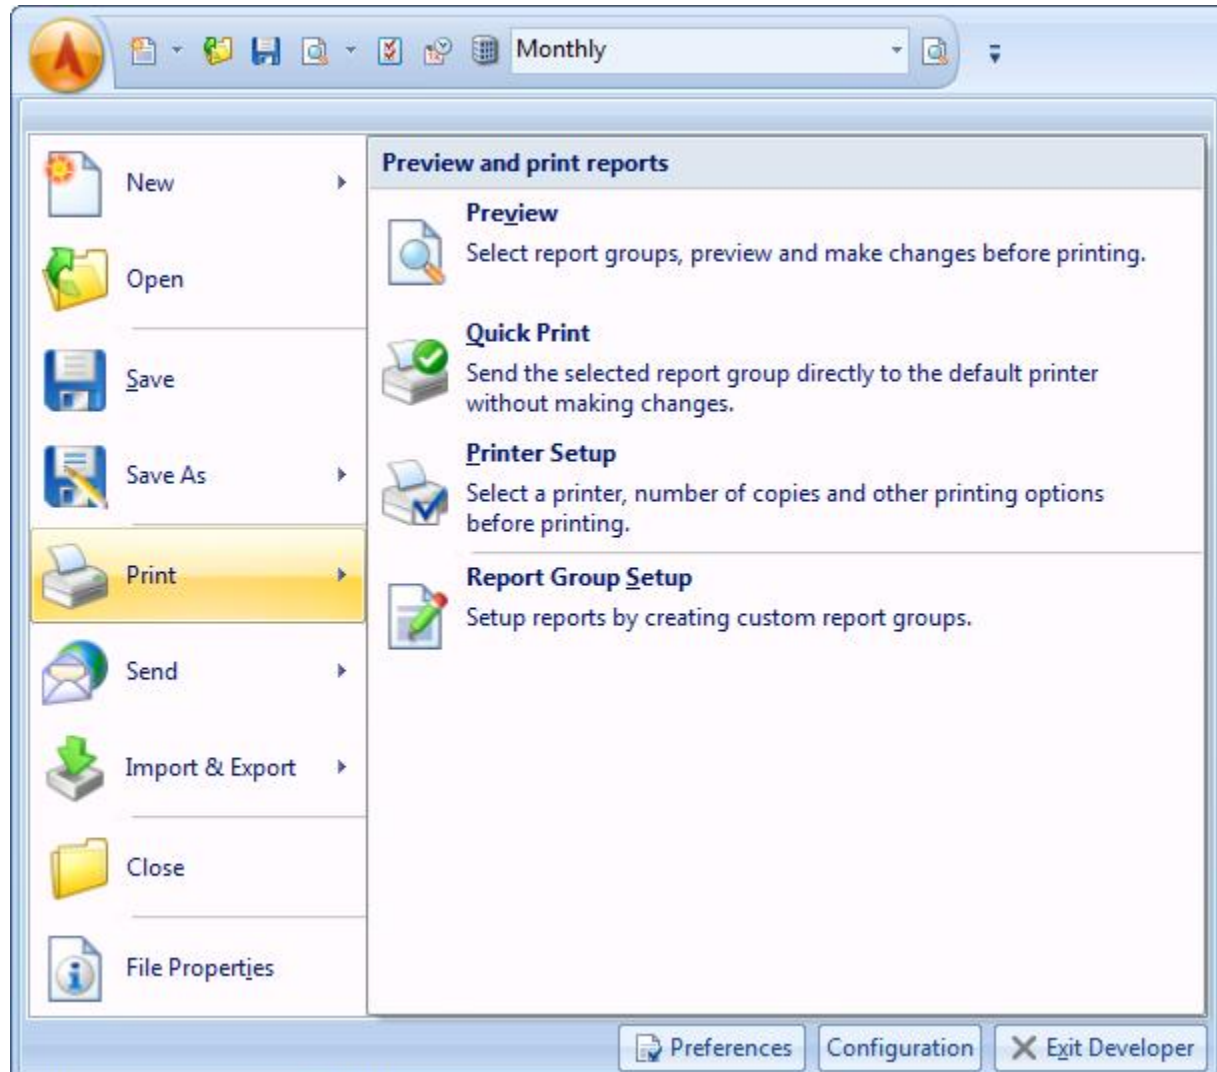 Monthly
New
Open
Save
Save As
Print
Send
Import & Export
Close
File Properties
Preview and print reports
Preview
Select report groups, preview and make changes before printing.
Quick Print
Send the selected report group directly to the default printer
without making changes.
Printer Setup
Select a printer, number of copies and other printing options
before printing.
Report Group Setup
Setup reports by creating custom report groups.
Preferences
Configuration
Exit Developer